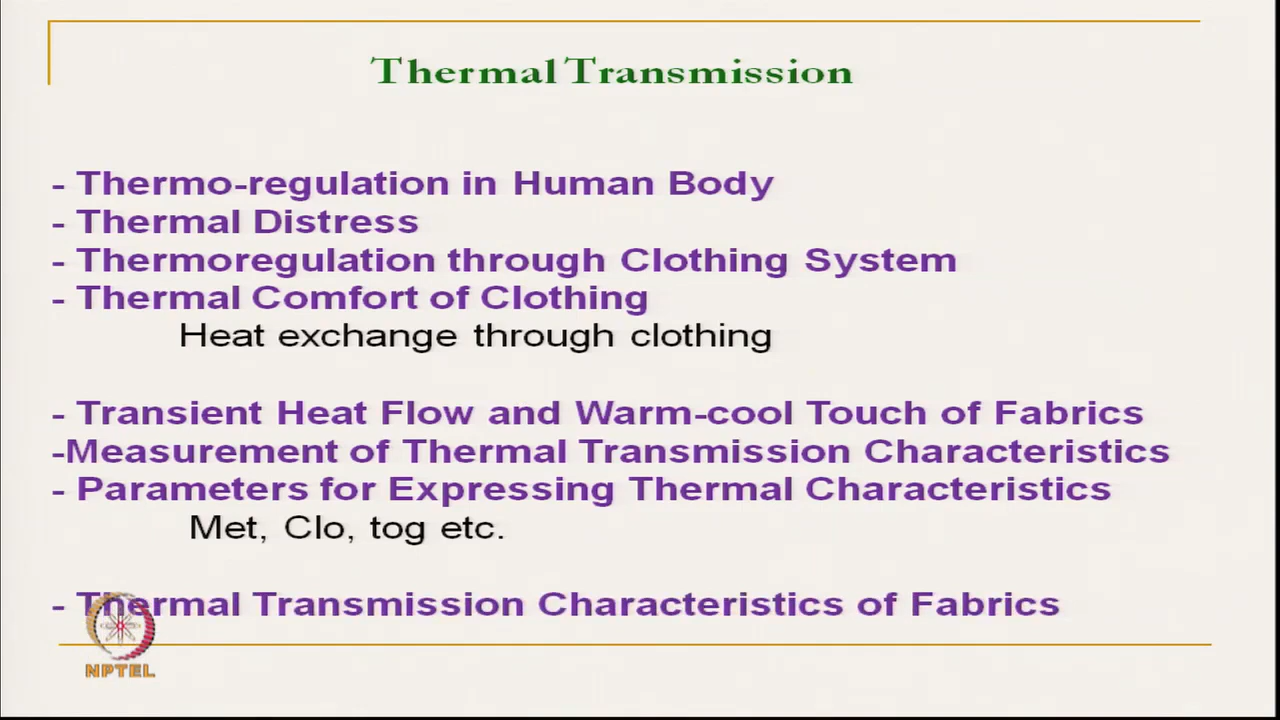 Thermal Transmission
- Thermo-regulation in Human Body
- Thermal Distress
- Thermoregulation through Clothing System
- Thermal Comfort of Clothing
Heat exchange through clothing
- Transient Heat Flow and Warm-cool Touch of Fabrics
-Measurement of Thermal Transmission Characteristics
- Parameters for Expressing Thermal Characteristics
Met, Clo, tog etc.
- Thermal Transmission Characteristics of Fabrics
NPTEL